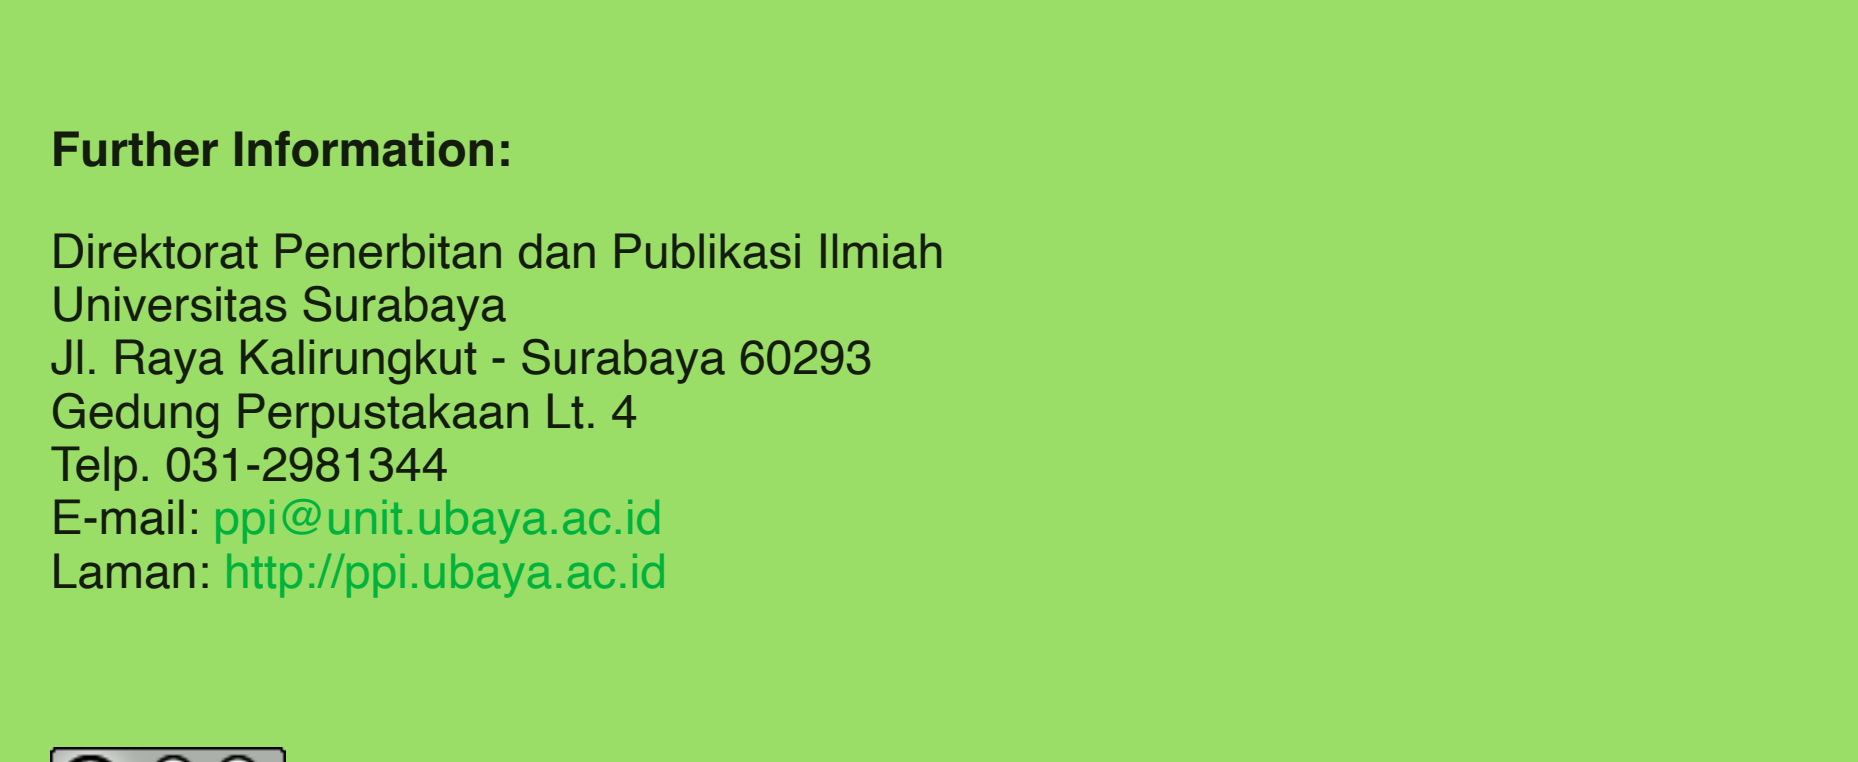 Further Information:
Direktorat Penerbitan dan Publikasi Ilmiah
Universitas Surabaya
Jl. Raya Kalirungkut - Surabaya 60293
Gedung Perpustakaan Lt. 4
Telp. 031-2981344
E-mail: ppi@unit.ubaya.ac.id
Laman: http://ppi.ubaya.ac.id